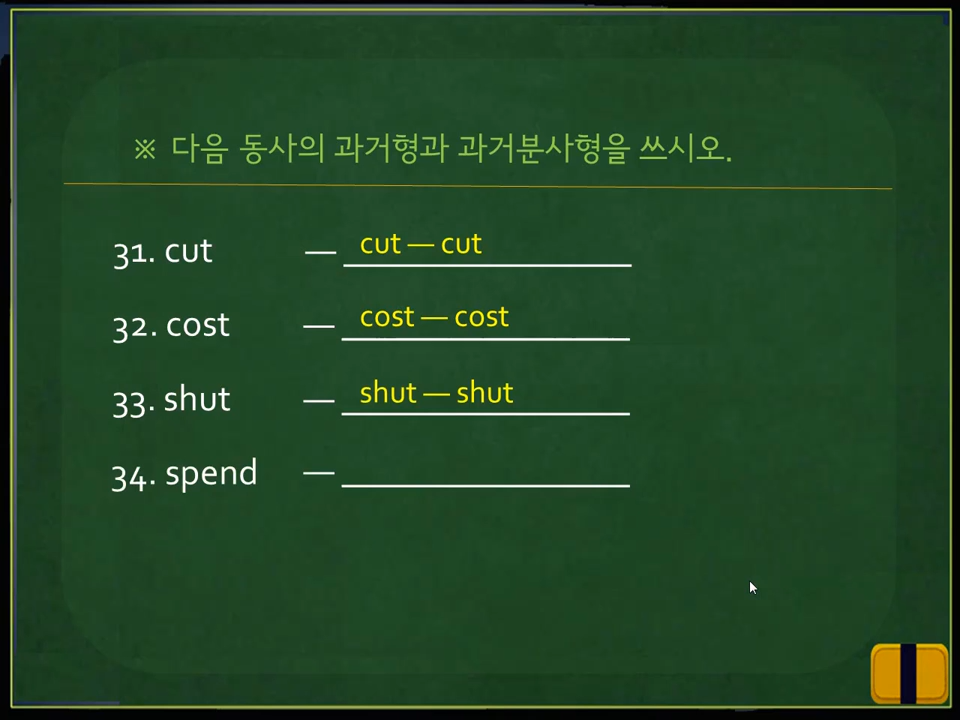 ※ 다음 동사의 과거형과 과거분사형을 쓰시오.
31. cut — cut — cut
32. cost — cost — cost
33. shut — shut — shut
34. spend —